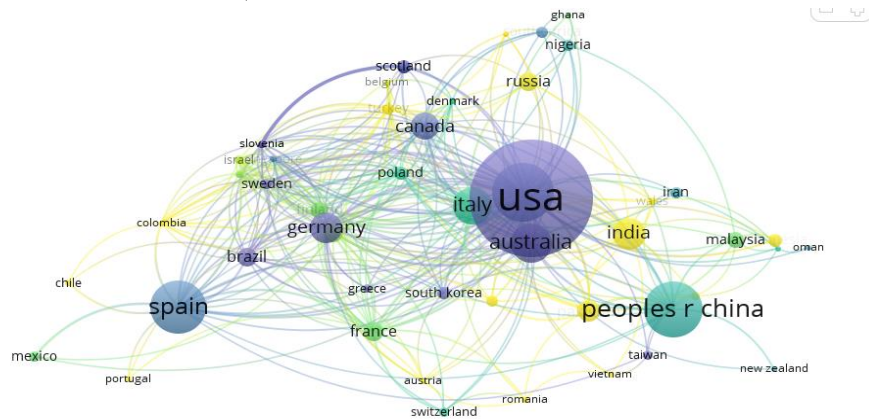 ghana
nigeria
scotland
belgium
russia
turkey
denmark
canada
slovenia
israel
poland
sweden
usa
iran
wales
italy
finland
colombia
germany
australia
india
malaysia
oman
brazil
chile
greece
south korea
spain
peoples r china
france
mexico
taiwan
new zealand
portugal
austria
vietnam
romania
switzerland